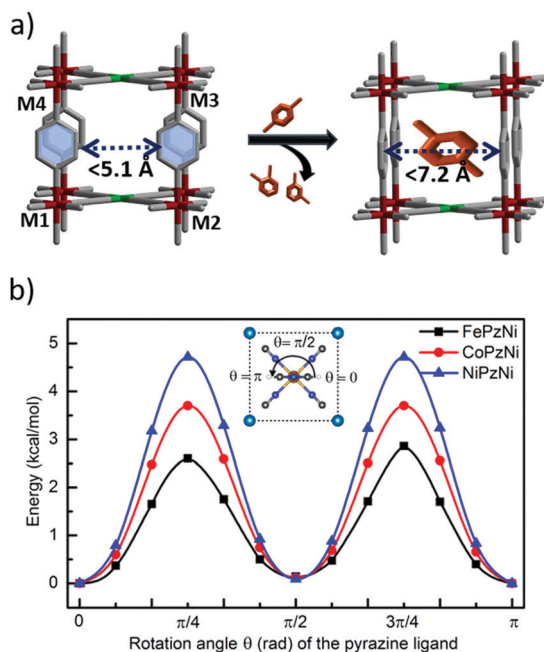 a)
M4
M3
<5.1 Å
<7.2 Å
M1
M2
b)
Energy (kcal/mol)
5
4
3
2
1
0
θ= π/2
θ= π
θ= 0
FePzNi
CoPzNi
NiPzNi
0
π/4
π/2
3π/4
π
Rotation angle θ (rad) of the pyrazine ligand